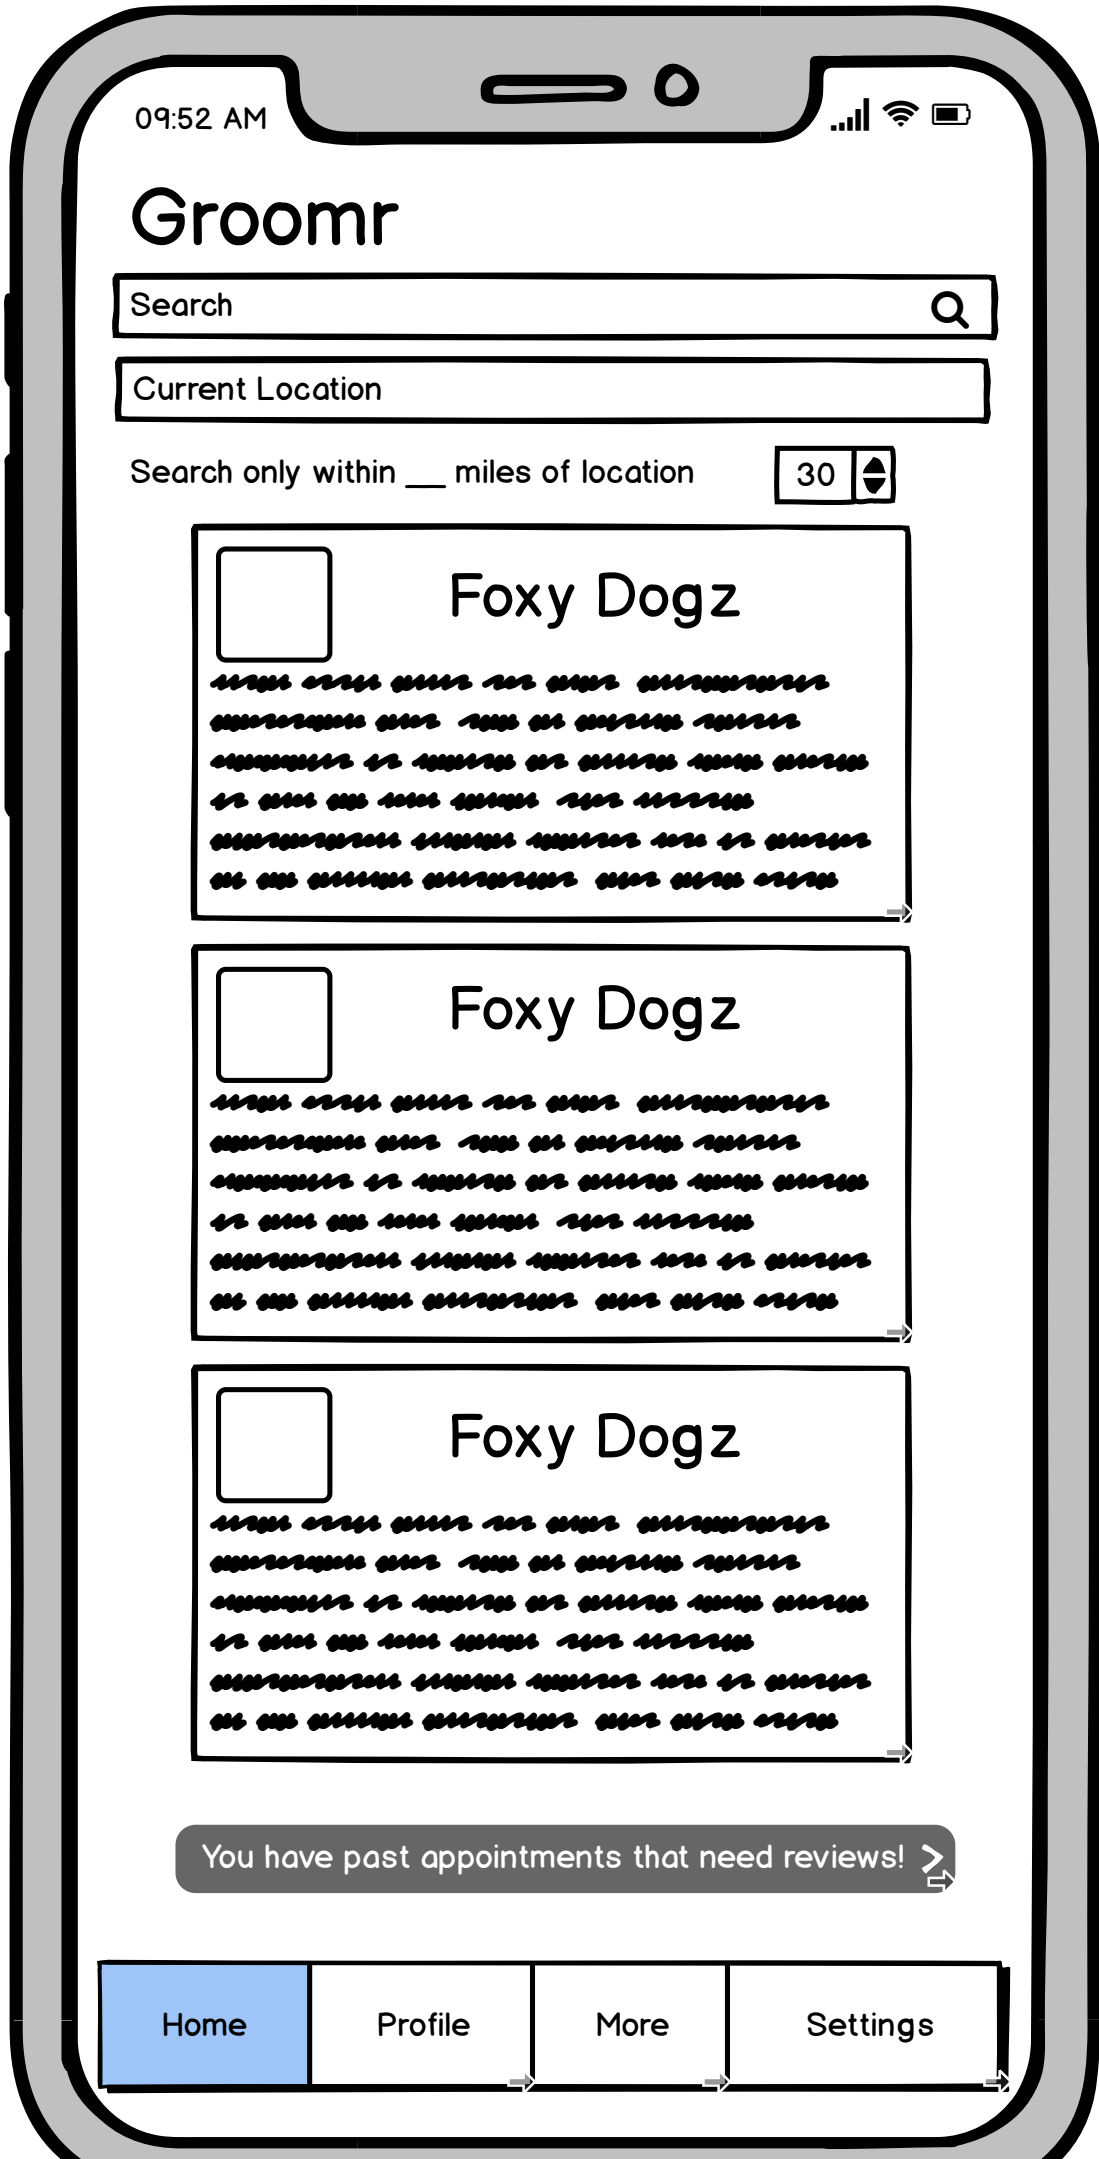 09:52 AM
Groomr
Search
Current Location
Search only within __ miles of location 30
Foxy Dogz
Foxy Dogz
Foxy Dogz
You have past appointments that need reviews!
Home Profile More Settings